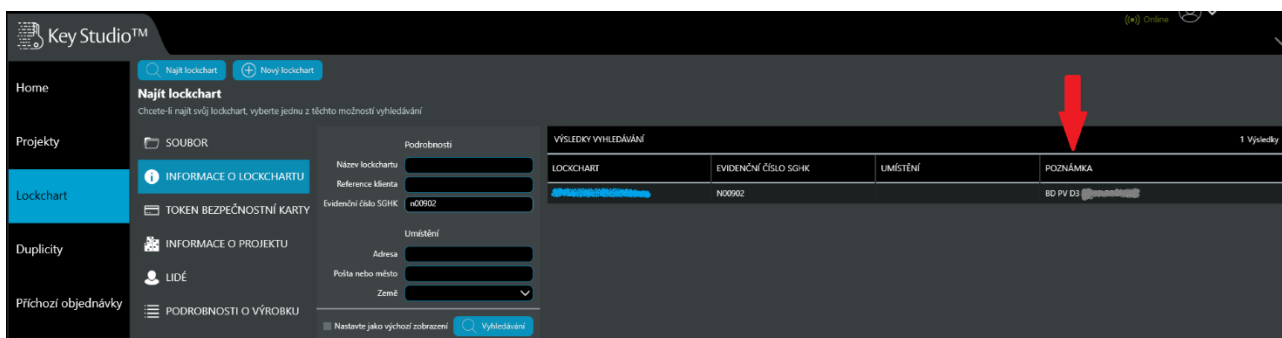 ((●)) Online
Key Studio™
Najít lockchart
Nový lockchart
Home
Najít lockchart
Chcete-li najít svůj lockchart, vyberte jednu z těchto možností vyhledávání
Projekty
SOUBOR
Podrobnosti
VÝSLEDKY VYHLEDÁVÁNÍ
1 Výsledky
Název lockchartu
LOCKCHART
EVIDENČNÍ ČÍSLO SGHK
UMÍSTĚNÍ
POZNÁMKA
INFORMACE O LOCKCHARTU
Reference klienta
Lockchart
N00902
BD PV D3
Evidenční číslo SGHK
n00902
TOKEN BEZPEČNOSTNÍ KARTY
Umístění
Duplicity
INFORMACE O PROJEKTU
Adresa
LIDÉ
Pošta nebo město
Země
Příchozí objednávky
PODROBNOSTI O VÝROBKU
Nastavte jako výchozí zobrazení
Vyhledávání